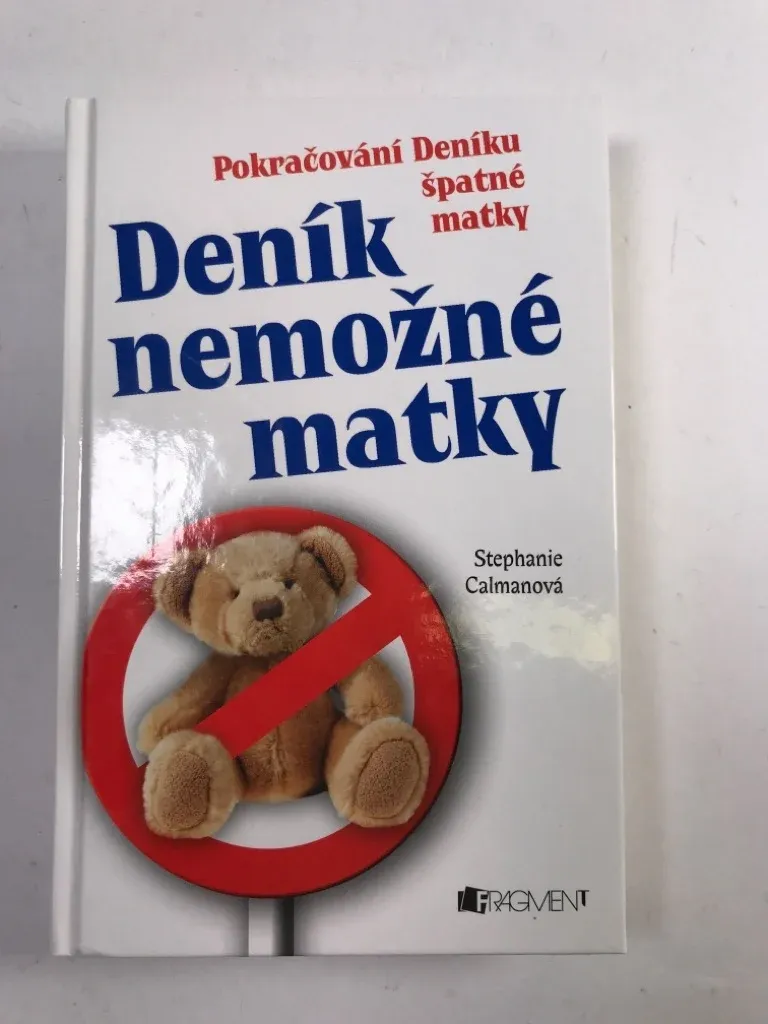 Pokračování Deníku
špatné
matky
Deník
nemožné
matky
Stephanie
Calmanová
FRAGMENT